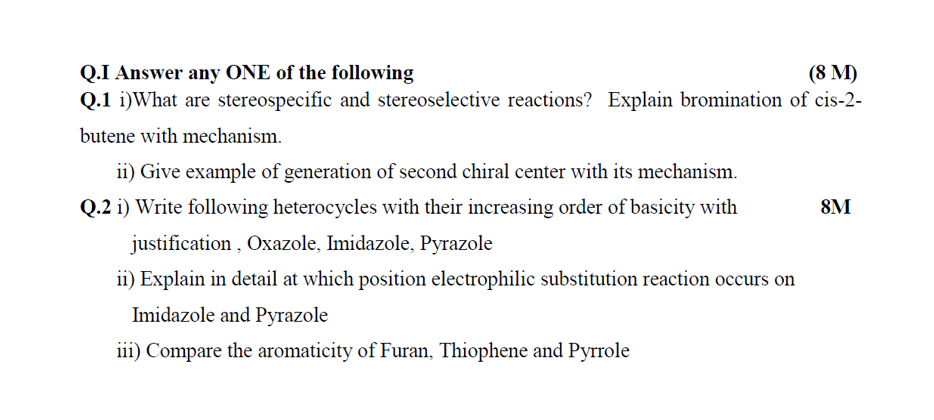 Q.I Answer any ONE of the following (8 M)
Q.1 i)What are stereospecific and stereoselective reactions? Explain bromination of cis-2-
butene with mechanism.
ii) Give example of generation of second chiral center with its mechanism.
Q.2 i) Write following heterocycles with their increasing order of basicity with 8M
justification , Oxazole, Imidazole, Pyrazole
ii) Explain in detail at which position electrophilic substitution reaction occurs on
Imidazole and Pyrazole
iii) Compare the aromaticity of Furan, Thiophene and Pyrrole